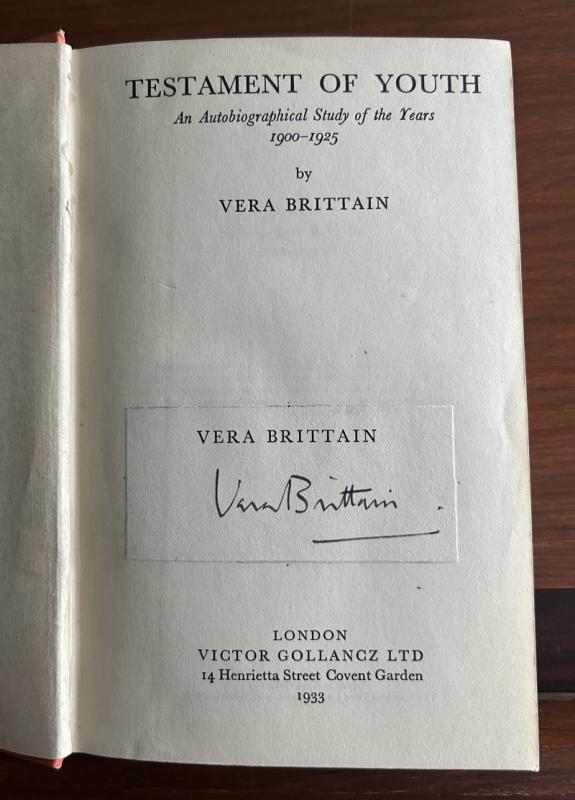 TESTAMENT OF YOUTH
An Autobiographical Study of the Years
1900–1925
by
VERA BRITTAIN
VERA BRITTAIN
Vera Brittain
LONDON
VICTOR GOLLANCZ LTD
14 Henrietta Street Covent Garden
1933